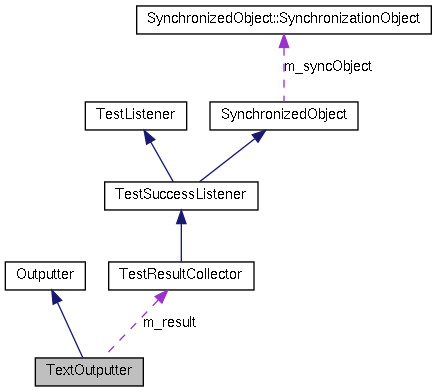 SynchronizedObject::SynchronizationObject
m_syncObject
TestListener
SynchronizedObject
TestSuccessListener
Outputter
TestResultCollector
m_result
TextOutputter